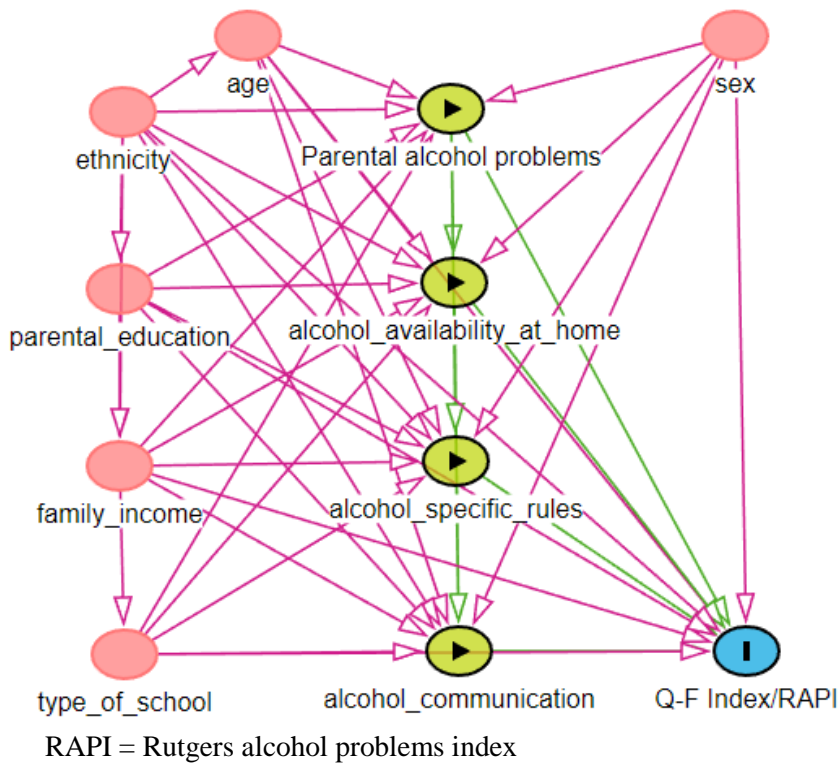 age
sex
ethnicity
Parental alcohol problems
parental_education
alcohol_availability_at_home
family_income
alcohol_specific_rules
type_of_school
alcohol_communication
Q-F Index/RAPI
RAPI = Rutgers alcohol problems index